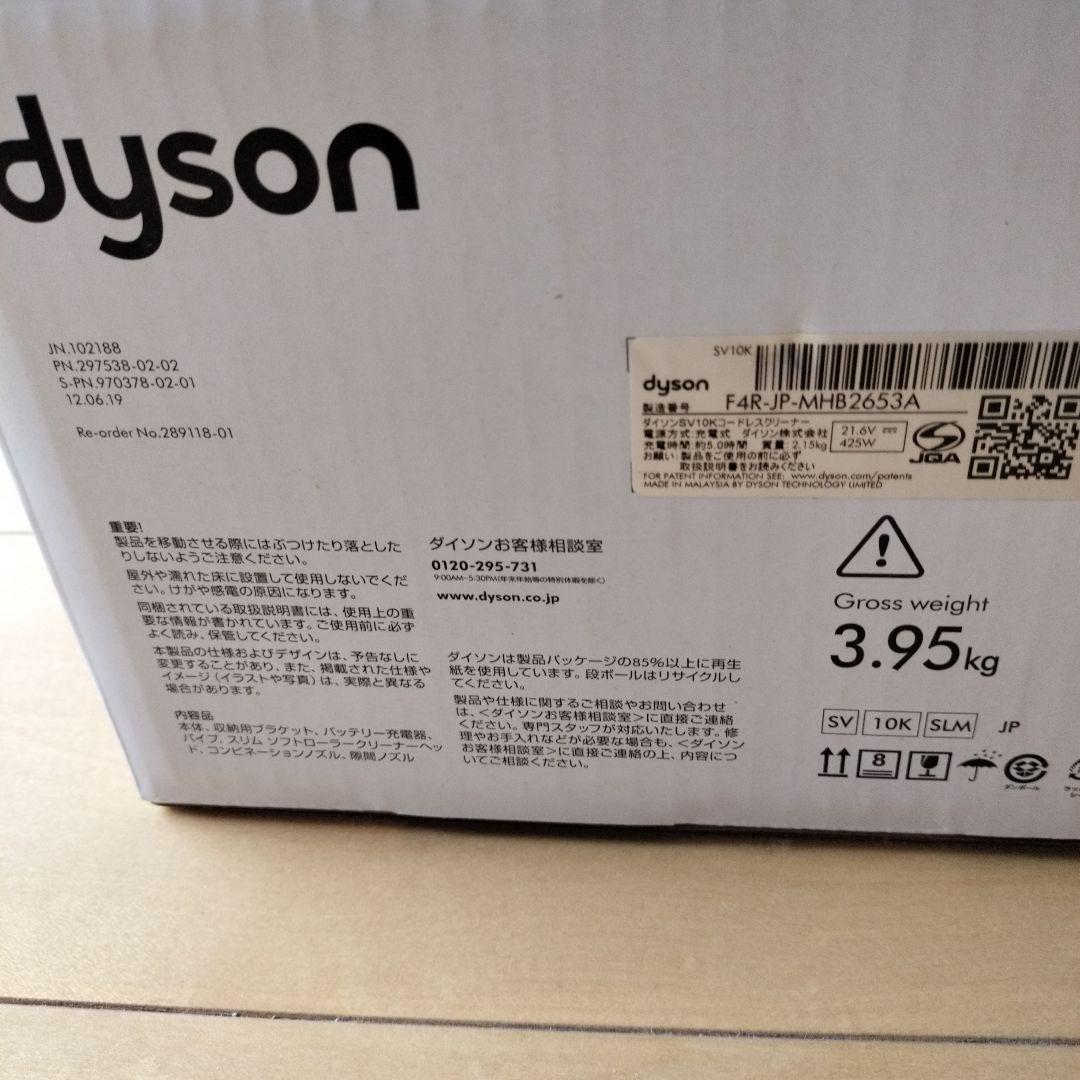 dyson
JN.102188
PN.297538-02-02
S-PN.970378-02-01
12.06.19
Re-order No.289118-01
SV10K
dyson
製造番号 F4R-JP-MHB2653A
ダイソンSV10Kコードレスクリーナー
電源方式:充電式 ダイソン株式会社
充電時間:約5.0時間 質量:2.15kg
21.6V
425W
JQA
お願い:製品をご使用の前に必ず
取扱説明書をお読みください
FOR PATENT INFORMATION SEE: www.dyson.com/patents
MADE IN MALAYSIA BY DYSON TECHNOLOGY LIMITED
重要!
製品を移動させる際にはぶつけたり落とした
りしないようご注意ください。
屋外や濡れた床に設置して使用しないでくだ
さい。けがや感電の原因になります。
同梱されている取扱説明書には、使用上の重
要な情報が書かれています。ご使用前に必ず
よく読み、保管してください。
本製品の仕様およびデザインは、予告なしに
変更することがあり、また、掲載された仕様や
イメージ(イラストや写真)は、実際と異なる
場合があります。
内容品
本体、収納用ブラケット、バッテリー充電器、
パイプ、スリム ソフトローラークリーナーヘッ
ド、コンビネーションノズル、隙間ノズル
ダイソンお客様相談室
0120-295-731
9:00AM–5:30PM(年末年始等の特別休暇を除く)
www.dyson.co.jp
ダイソンは製品パッケージの85%以上に再生
紙を使用しています。段ボールはリサイクルし
てください。
製品や仕様に関するご相談やお問い合わせ
は、<ダイソンお客様相談室>に直接ご連絡
ください。専門スタッフが対応いたします。修
理やお手入れなどが必要な場合も、<ダイソン
お客様相談室>に直接ご連絡の上、内容につ
いてご相談ください。
Gross weight
3.95kg
SV 10K SLM JP
8
ダンボール